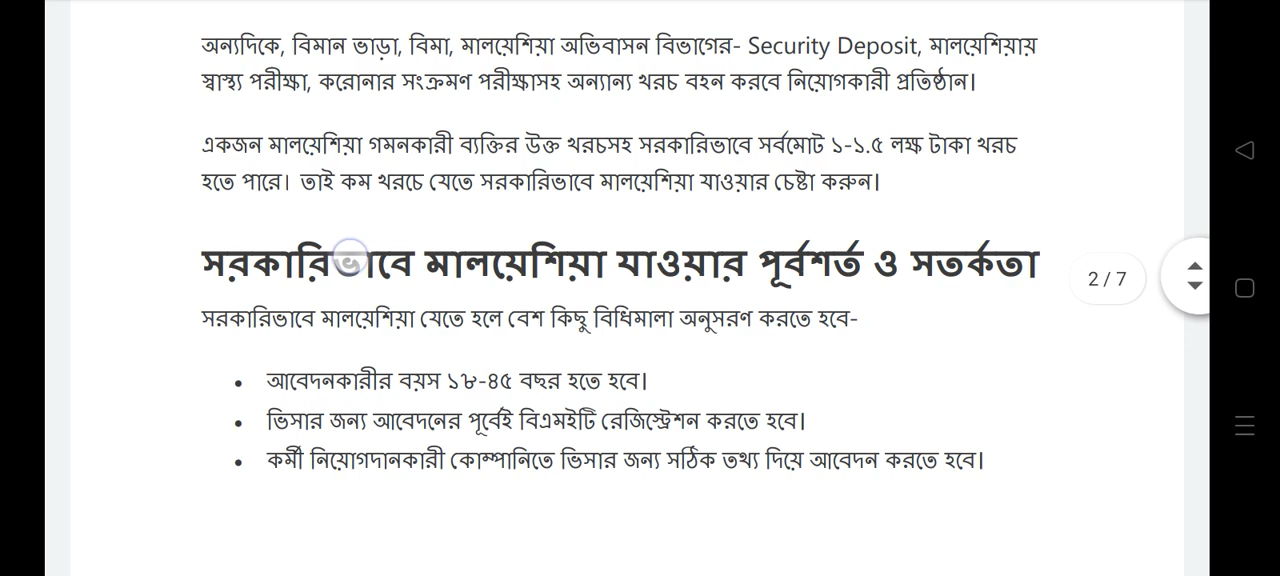 অন্যদিকে, বিমান ভাড়া, বিমা, মালয়েশিয়া অভিবাসন বিভাগের- Security Deposit, মালয়েশিয়ায়
স্বাস্থ্য পরীক্ষা, করোনার সংক্রমণ পরীক্ষাসহ অন্যান্য খরচ বহন করবে নিয়োগকারী প্রতিষ্ঠান।
একজন মালয়েশিয়া গমনকারী ব্যক্তির উক্ত খরচসহ সরকারিভাবে সর্বমোট ১-১.৫ লক্ষ টাকা খরচ
হতে পারে। তাই কম খরচে যেতে সরকারিভাবে মালয়েশিয়া যাওয়ার চেষ্টা করুন।
সরকারিভাবে মালয়েশিয়া যাওয়ার পূর্বশর্ত ও সতর্কতা
2 / 7
সরকারিভাবে মালয়েশিয়া যেতে হলে বেশ কিছু বিধিমালা অনুসরণ করতে হবে-
• আবেদনকারীর বয়স ১৮-৪৫ বছর হতে হবে।
• ভিসার জন্য আবেদনের পূর্বেই বিএমইটি রেজিস্ট্রেশন করতে হবে।
• কর্মী নিয়োগদানকারী কোম্পানিতে ভিসার জন্য সঠিক তথ্য দিয়ে আবেদন করতে হবে।